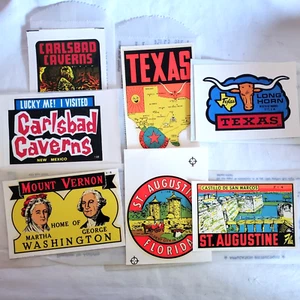 CARLSBAD
CAVERNS
LUCKY ME! I VISITED
Carlsbad
Caverns
NEW MEXICO
TEXAS
Texas
LONG
HORN
TEXAS
MOUNT VERNON
HOME OF
MARTHA
GEORGE
WASHINGTON
ST. AUGUSTINE
FLORIDA
CASTILLO DE SAN MARCOS
ST. AUGUSTINE